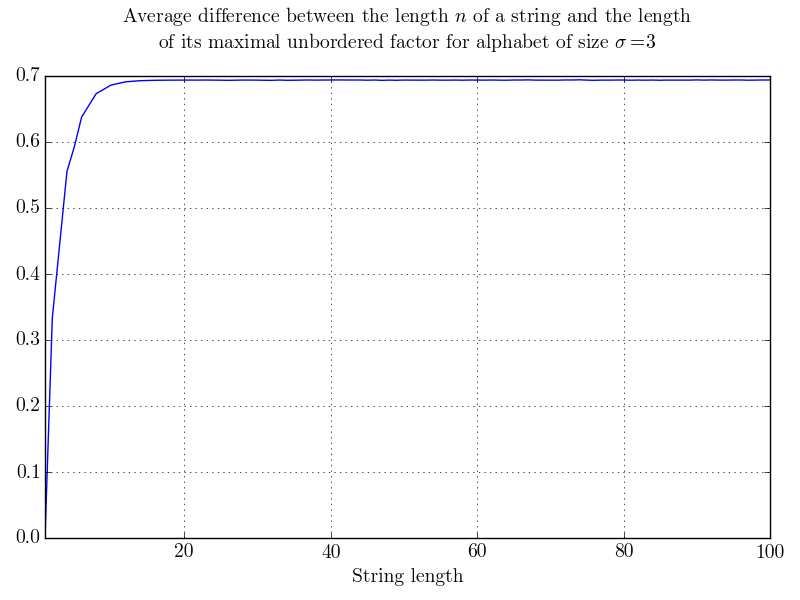 Average difference between the length n of a string and the length
of its maximal unbordered factor for alphabet of size σ=3
0.7
0.6
0.5
0.4
0.3
0.2
0.1
0.0
20 40 60 80 100
String length